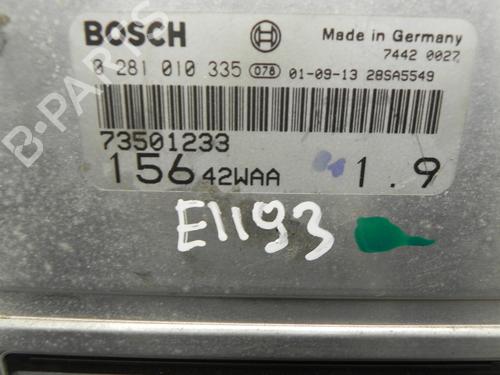 BOSCH
Made in Germany
7442 0027
0 281 010 335 078 01-09-13 28SA5549
73501233
156 42WAA 1.9
E1193
B-PARTS